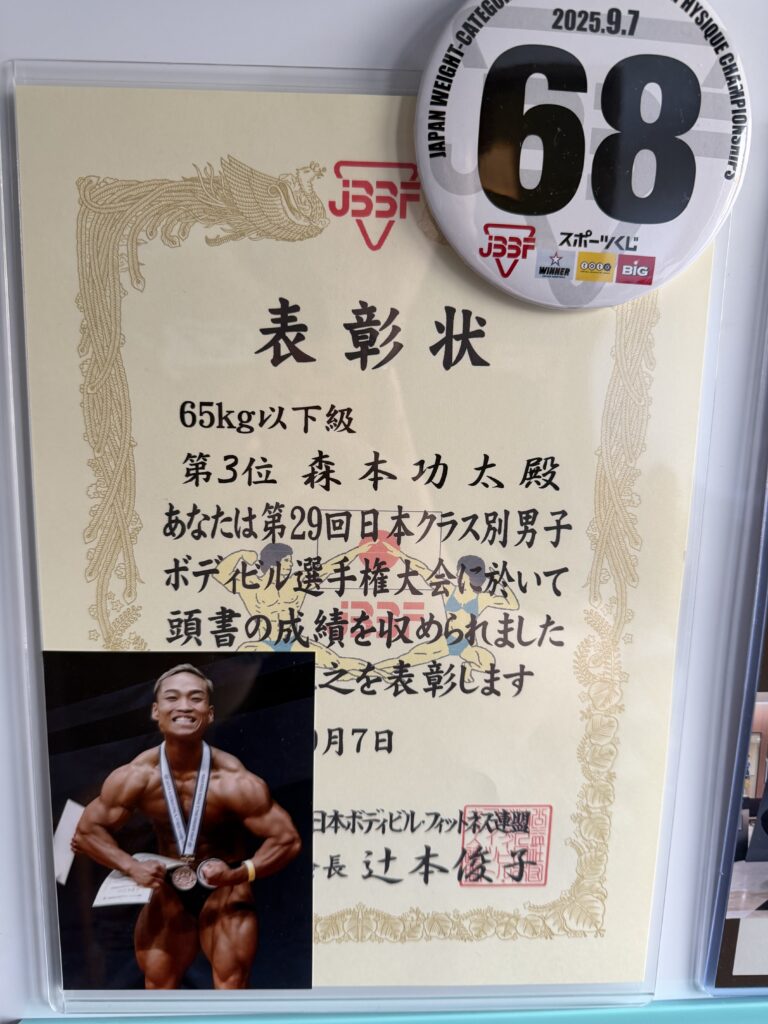 JAPAN WEIGHT-CATEGO
HYSIQUE CHAMPIONSHIPS
2025.9.7
68
JBBF
スポーツくじ
WINNER
toto
BIG
JBBF
表彰状
65kg以下級
第3位 森本功太殿
あなたは第29回日本クラス別男子
ボディビル選手権大会に於いて
頭書の成績を収められました
之を表彰します
月7日
日本ボディビル・フィットネス連盟
長 辻本俊子
JBBF